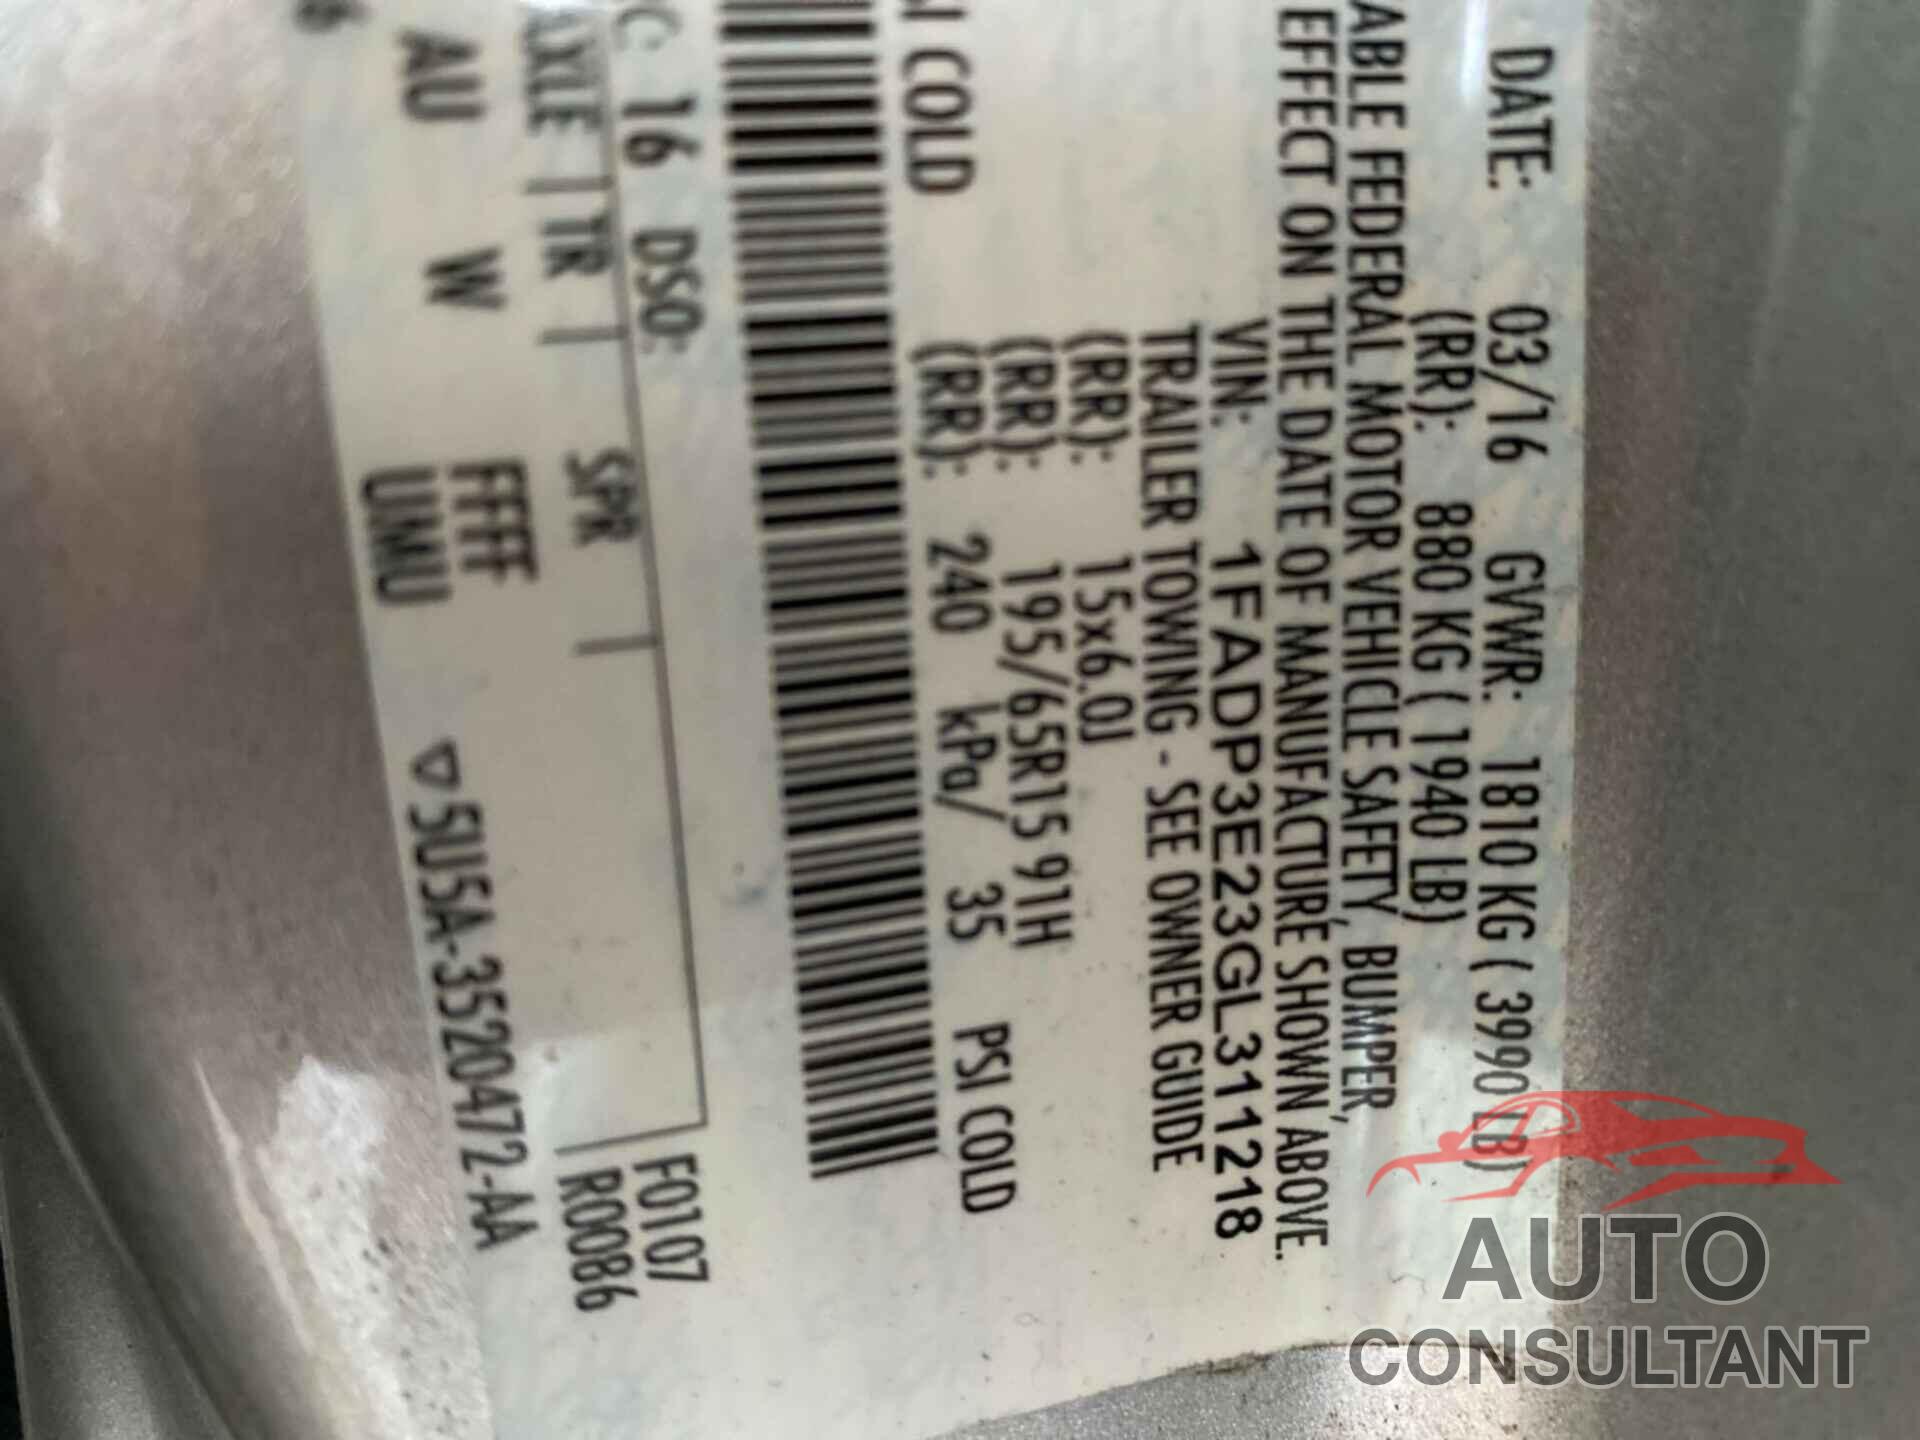 DATE: 03/16 GVWR: 1810 KG ( 3990 LB)
(RR): 880 KG ( 1940 LB)
ABLE FEDERAL MOTOR VEHICLE SAFETY, BUMPER,
EFFECT ON THE DATE OF MANUFACTURE SHOWN ABOVE.
VIN: 1FADP3E23GL311218
TRAILER TOWING - SEE OWNER GUIDE
(RR): 15x6.0J
(RR): 195/65R15 91H
SI COLD (RR): 240 kPa/ 35 PSI COLD
C: 16 DSO:
F0107
AXLE TR SPR
R0086
AU W FFFF
UMU
▽5U5A-3520472-AA
AUTO
CONSULTANT